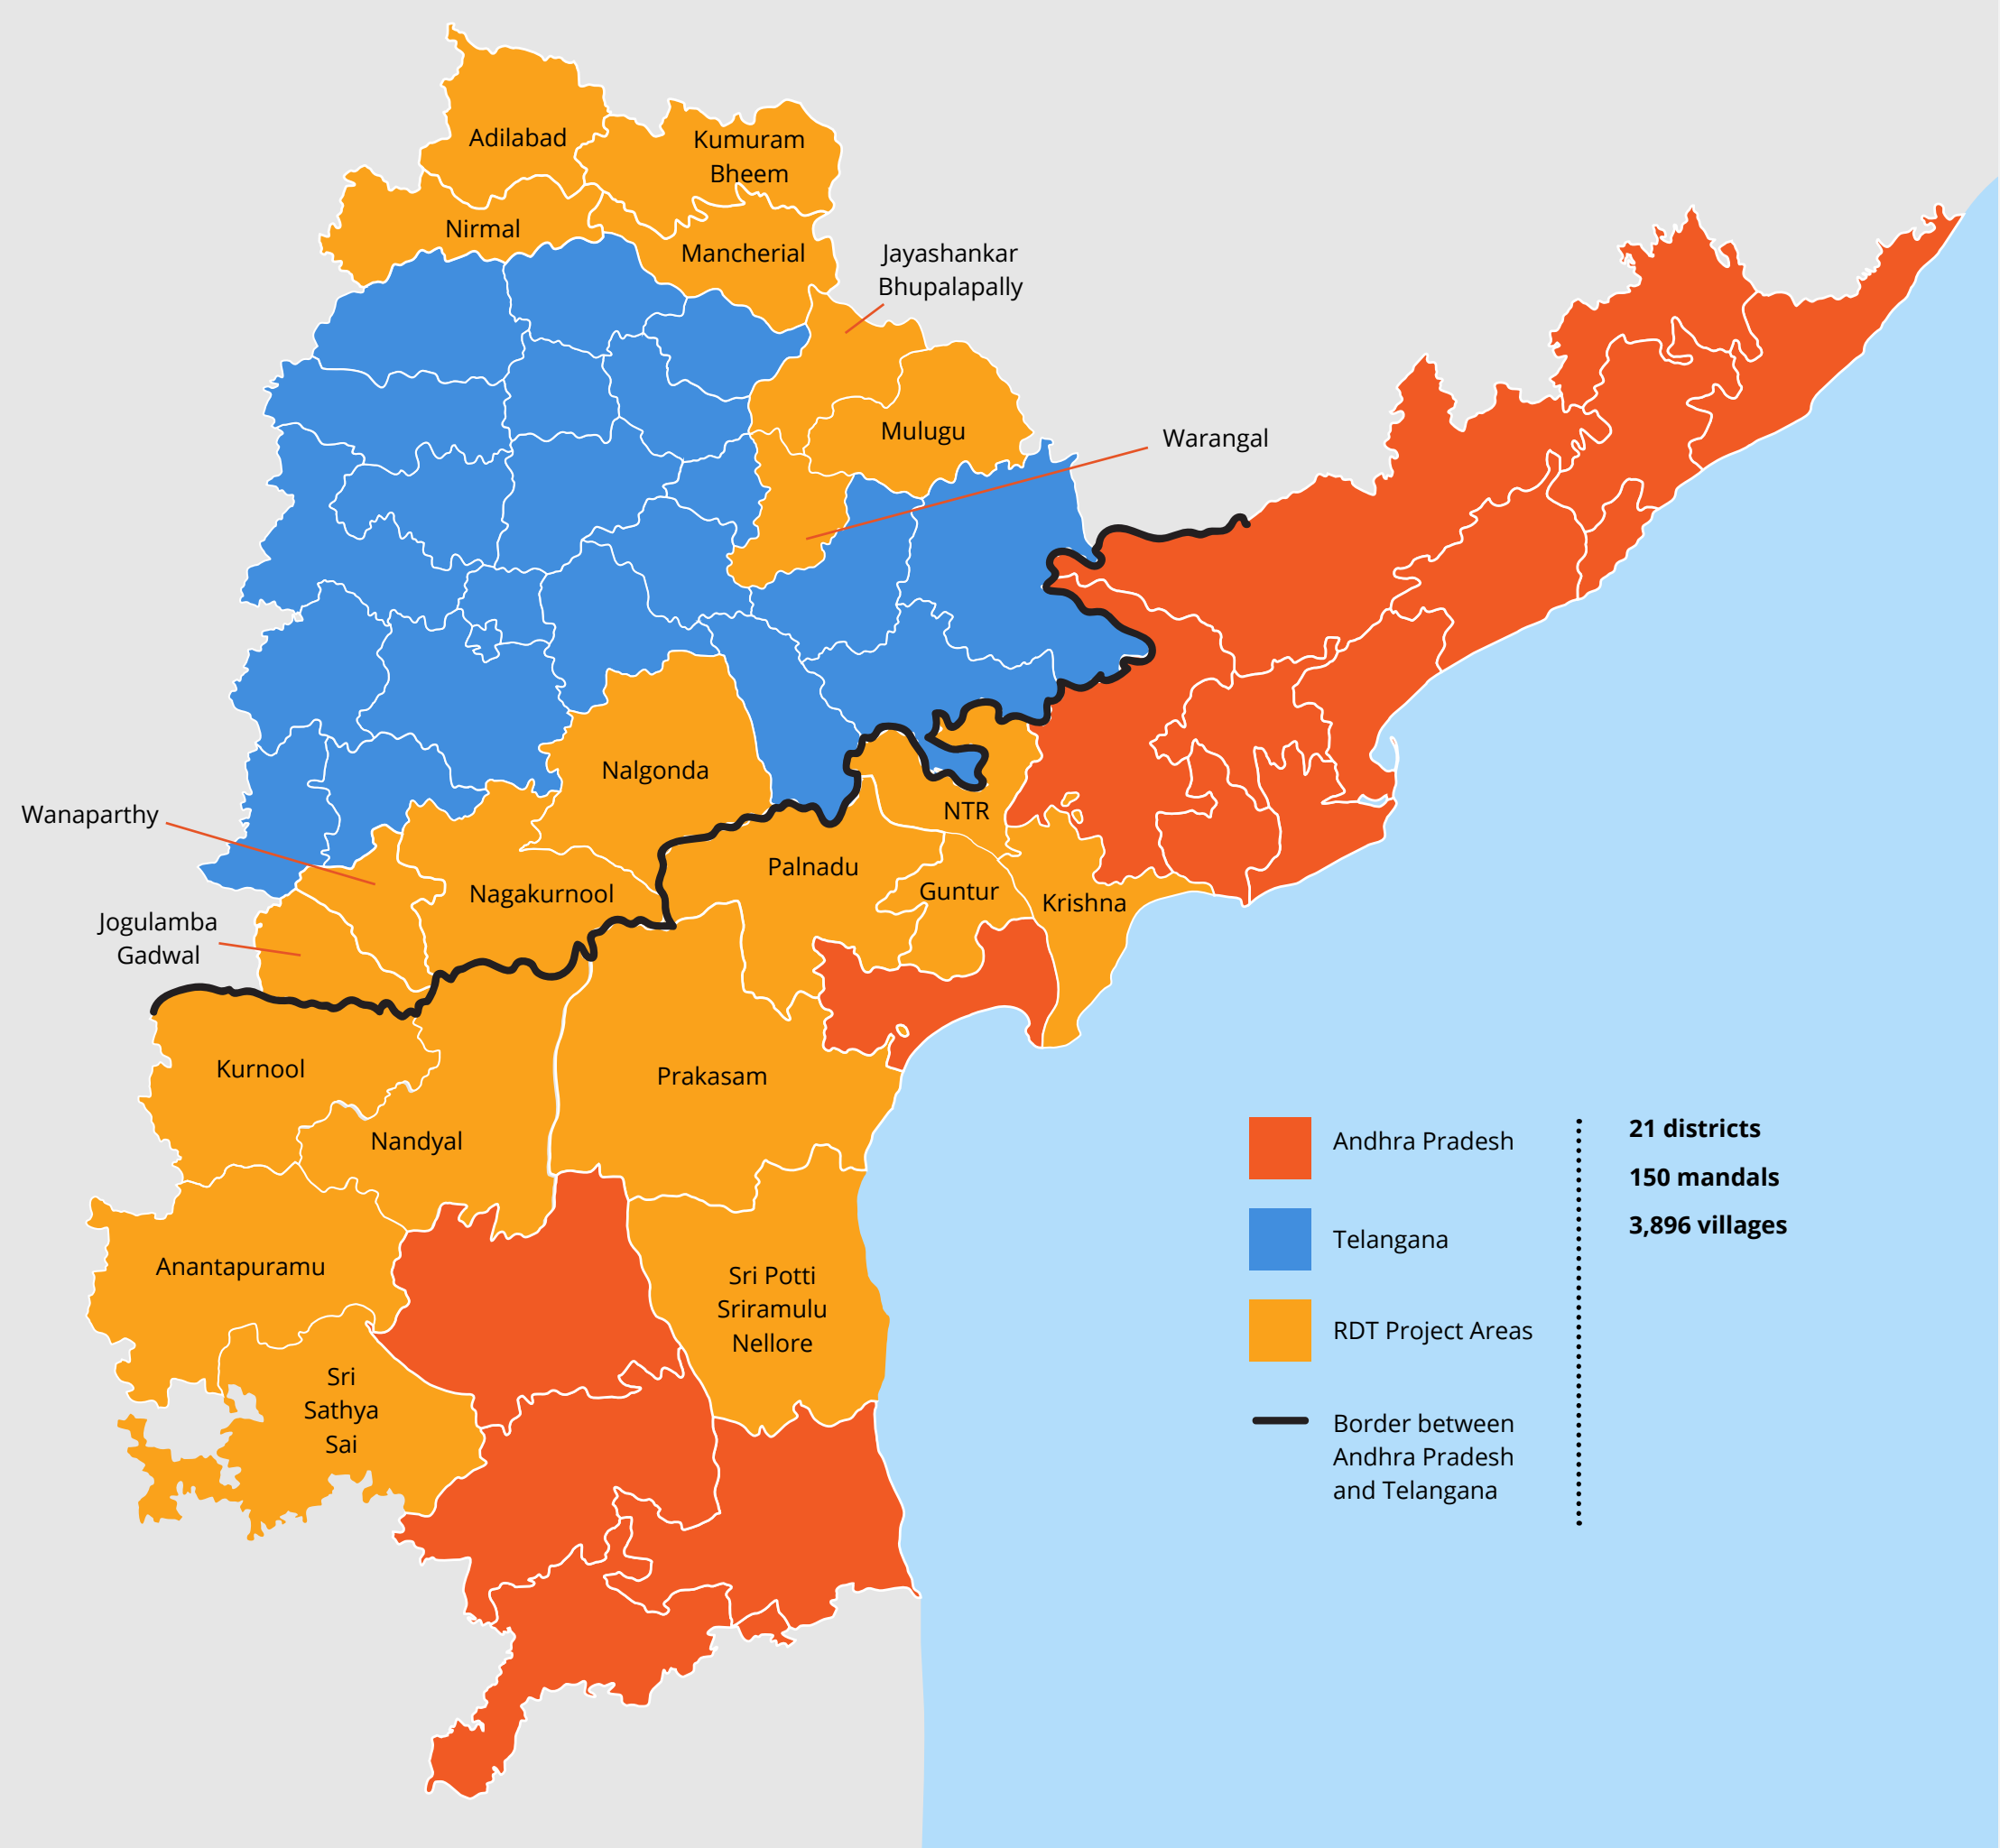 Adilabad
Kumuram
Bheem
Nirmal
Mancherial
Jayashankar
Bhupalapally
Mulugu
Warangal
Nalgonda
Wanaparthy
NTR
Palnadu
Nagakurnool
Guntur
Krishna
Jogulamba
Gadwal
Kurnool
Prakasam
Nandyal
Anantapuramu
Sri Potti
Sriramulu
Nellore
Sri
Sathya
Sai
Andhra Pradesh
Telangana
RDT Project Areas
Border between
Andhra Pradesh
and Telangana
21 districts
150 mandals
3,896 villages